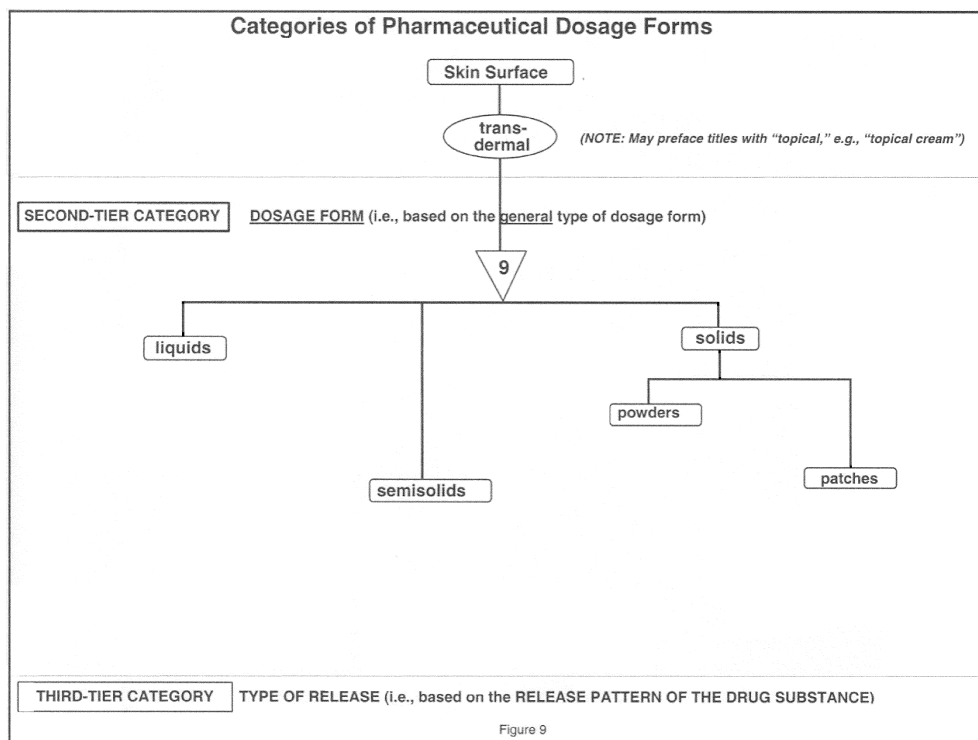 Categories of Pharmaceutical Dosage Forms
Skin Surface
trans-
dermal
(NOTE: May preface titles with “topical,” e.g., “topical cream”)
SECOND-TIER CATEGORY DOSAGE FORM (i.e., based on the general type of dosage form)
9
liquids
solids
powders
patches
semisolids
THIRD-TIER CATEGORY TYPE OF RELEASE (i.e., based on the RELEASE PATTERN OF THE DRUG SUBSTANCE)
Figure 9